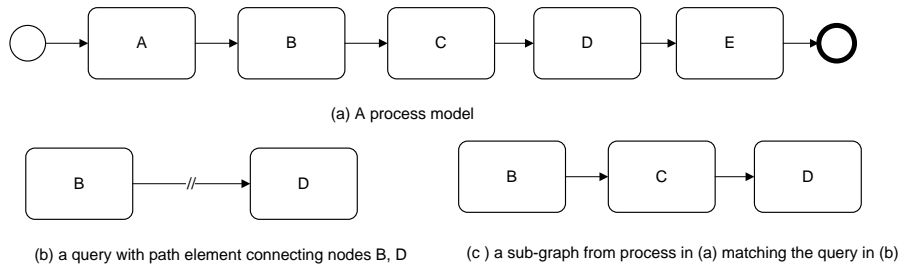 A B C D E
(a) A process model
B // D
B C D
(b) a query with path element connecting nodes B, D
(c ) a sub-graph from process in (a) matching the query in (b)